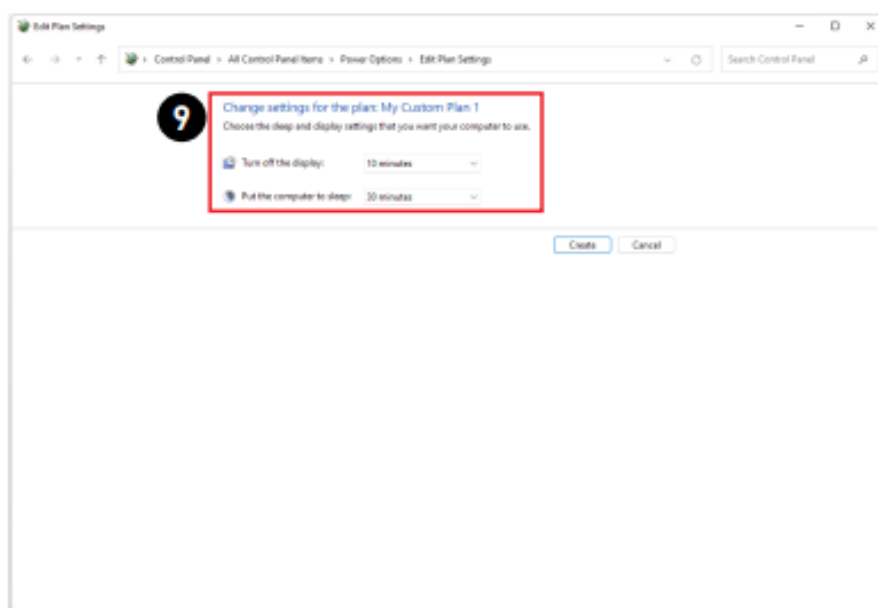 Edit Plan Settings
Control Panel > All Control Panel Items > Power Options > Edit Plan Settings
Search Control Panel
9
Change settings for the plan: My Custom Plan 1
Choose the sleep and display settings that you want your computer to use.
Turn off the display: 10 minutes
Put the computer to sleep: 30 minutes
Create Cancel